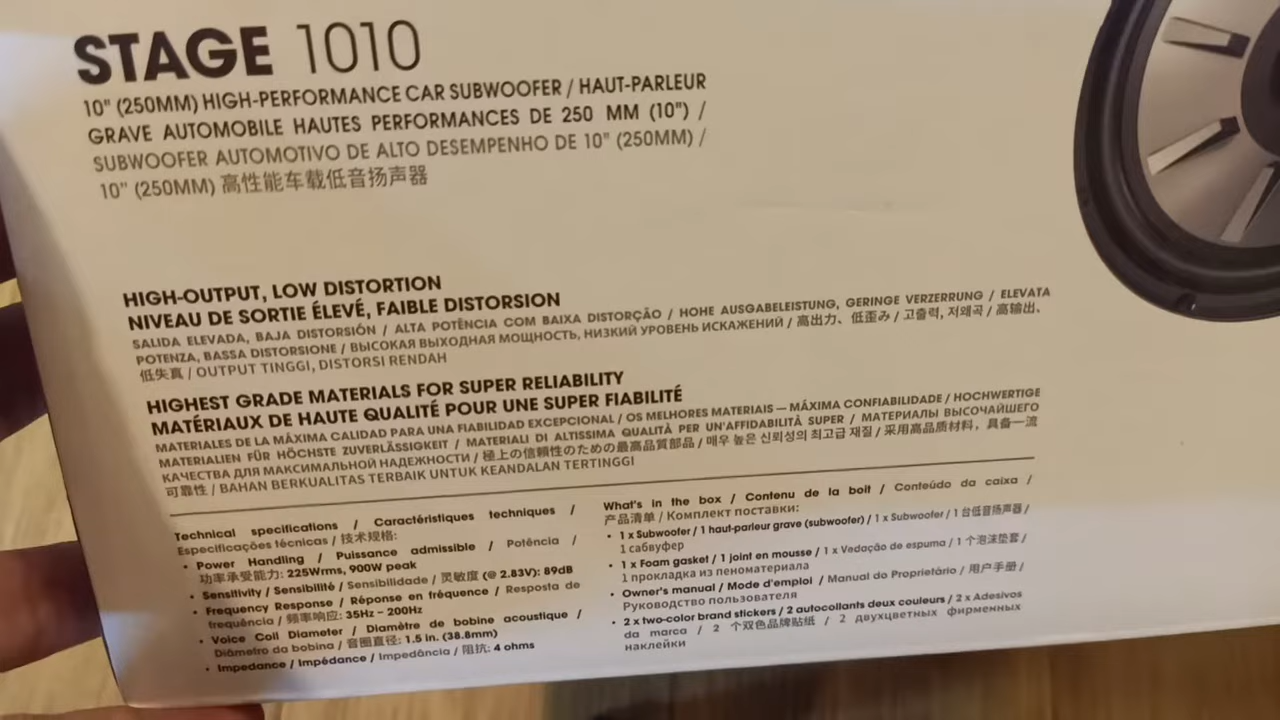 STAGE 1010
10" (250MM) HIGH-PERFORMANCE CAR SUBWOOFER / HAUT-PARLEUR
GRAVE AUTOMOBILE HAUTES PERFORMANCES DE 250 MM (10") /
SUBWOOFER AUTOMOTIVO DE ALTO DESEMPENHO DE 10" (250MM) /
10" (250MM) 高性能车载低音扬声器
HIGH-OUTPUT, LOW DISTORTION
NIVEAU DE SORTIE ÉLEVÉ, FAIBLE DISTORSION
SALIDA ELEVADA, BAJA DISTORSIÓN / ALTA POTÊNCIA COM BAIXA DISTORÇÃO / HOHE AUSGABELEISTUNG, GERINGE VERZERRUNG / ELEVATA
POTENZA, BASSA DISTORSIONE / ВЫСОКАЯ ВЫХОДНАЯ МОЩНОСТЬ, НИЗКИЙ УРОВЕНЬ ИСКАЖЕНИЙ / 高出力、低歪み / 고출력, 저왜곡 / 高输出、
低失真 / OUTPUT TINGGI, DISTORSI RENDAH
HIGHEST GRADE MATERIALS FOR SUPER RELIABILITY
MATÉRIAUX DE HAUTE QUALITÉ POUR UNE SUPER FIABILITÉ
MATERIALES DE LA MÁXIMA CALIDAD PARA UNA FIABILIDAD EXCEPCIONAL / OS MELHORES MATERIAIS — MÁXIMA CONFIABILIDADE / HOCHWERTIGE
MATERIALIEN FÜR HÖCHSTE ZUVERLÄSSIGKEIT / MATERIALI DI ALTISSIMA QUALITÀ PER UN'AFFIDABILITÀ SUPER / МАТЕРИАЛЫ ВЫСОЧАЙШЕГО
КАЧЕСТВА ДЛЯ МАКСИМАЛЬНОЙ НАДЕЖНОСТИ / 極上の信頼性のための最高品質部品 / 매우 높은 신뢰성의 최고급 재질 / 采用高品质材料，具备一流
可靠性 / BAHAN BERKUALITAS TERBAIK UNTUK KEANDALAN TERTINGGI
Technical specifications / Caractéristiques techniques /
Especificações técnicas / 技术规格:
• Power Handling / Puissance admissible / Potência /
功率承受能力: 225Wrms, 900W peak
• Sensitivity / Sensibilité / Sensibilidade / 灵敏度 (@ 2.83V): 89dB
• Frequency Response / Réponse en fréquence / Resposta de
frequência / 频率响应: 35Hz – 200Hz
• Voice Coil Diameter / Diamètre de bobine acoustique /
Diâmetro da bobina / 音圈直径: 1.5 in. (38.8mm)
• Impedance / Impédance / Impedância / 阻抗: 4 ohms
What's in the box / Contenu de la boît / Conteúdo da caixa /
产品清单 / Комплект поставки:
• 1 x Subwoofer / 1 haut-parleur grave (subwoofer) / 1 x Subwoofer / 1 台低音扬声器 /
1 сабвуфер
• 1 x Foam gasket / 1 joint en mousse / 1 x Vedação de espuma / 1 个泡沫垫套 /
1 прокладка из пеноматериала
• Owner's manual / Mode d'emploi / Manual do Proprietário / 用户手册 /
Руководство пользователя
• 2 x two-color brand stickers / 2 autocollants deux couleurs / 2 x Adesivos
da marca / 2 个双色品牌贴纸 / 2 двухцветных фирменных
наклейки